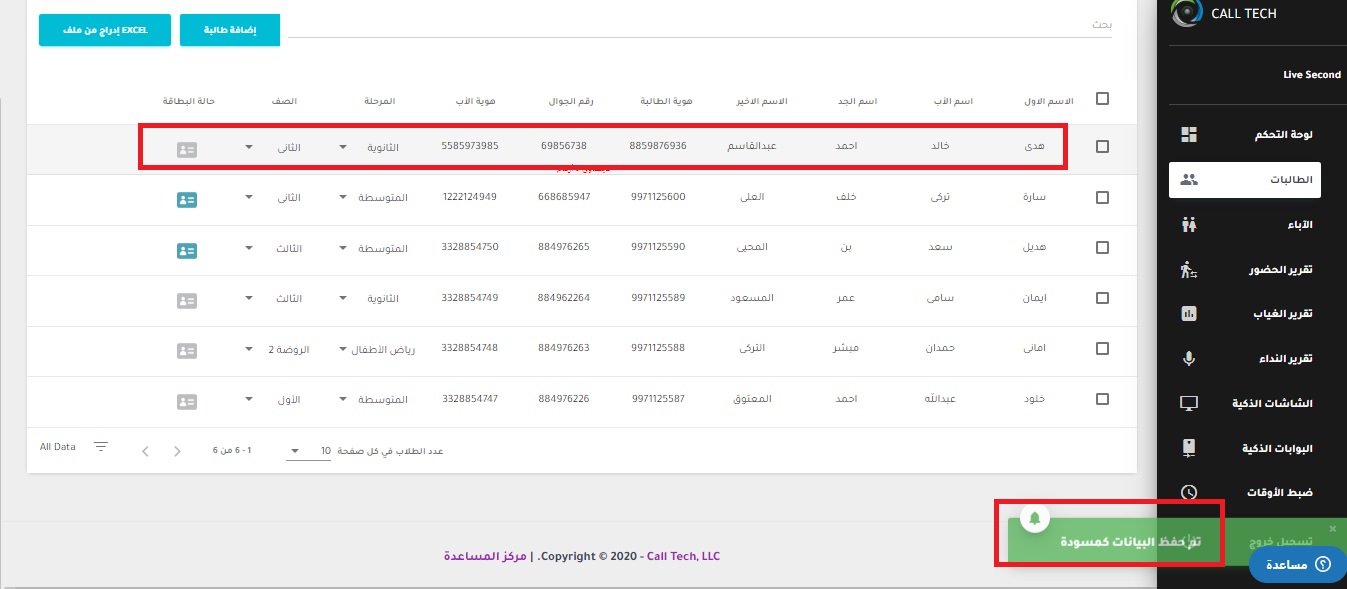 CALL TECH
Live Second
لوحة التحكم
الطالبات
الآباء
تقرير الحضور
تقرير الغياب
تقرير النداء
الشاشات الذكية
البوابات الذكية
ضبط الأوقات
تسجيل خروج
مساعدة
بحث
إضافة طالبة
إدراج من ملف EXCEL
الاسم الاول اسم الأب اسم الجد الاسم الاخير هوية الطالبة رقم الجوال هوية الأب المرحلة الصف حالة البطاقة
هدى خالد احمد عبدالقاسم 8859876936 69856738 5585973985 الثانوية الثانى
سارة تركى خلف العلى 9971125600 668685947 1222124949 المتوسطة الثانى
هديل سعد بن المحيى 9971125590 884976265 3328854750 المتوسطة الثالث
ايمان سامى عمر المسعود 9971125589 884962264 3328854749 الثانوية الثالث
امانى حمدان مبشر التركى 9971125588 884976263 3328854748 رياض الأطفال الروضة 2
خلود عبدالله احمد المعتوق 9971125587 884976226 3328854747 المتوسطة الأول
عدد الطلاب في كل صفحة 10 1 - 6 من 6 All Data
تم حفظ البيانات كمسودة
Copyright © 2020 - Call Tech, LLC. | مركز المساعدة